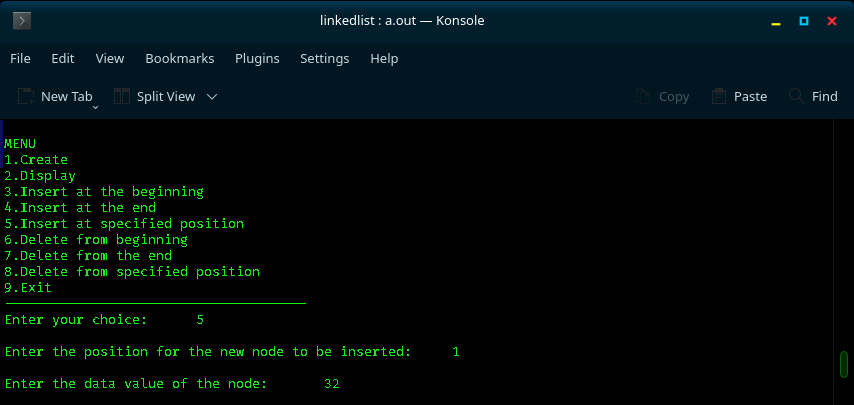 linkedlist : a.out — Konsole
File Edit View Bookmarks Plugins Settings Help
New Tab Split View Copy Paste Find
MENU
1.Create
2.Display
3.Insert at the beginning
4.Insert at the end
5.Insert at specified position
6.Delete from beginning
7.Delete from the end
8.Delete from specified position
9.Exit
Enter your choice: 5
Enter the position for the new node to be inserted: 1
Enter the data value of the node: 32